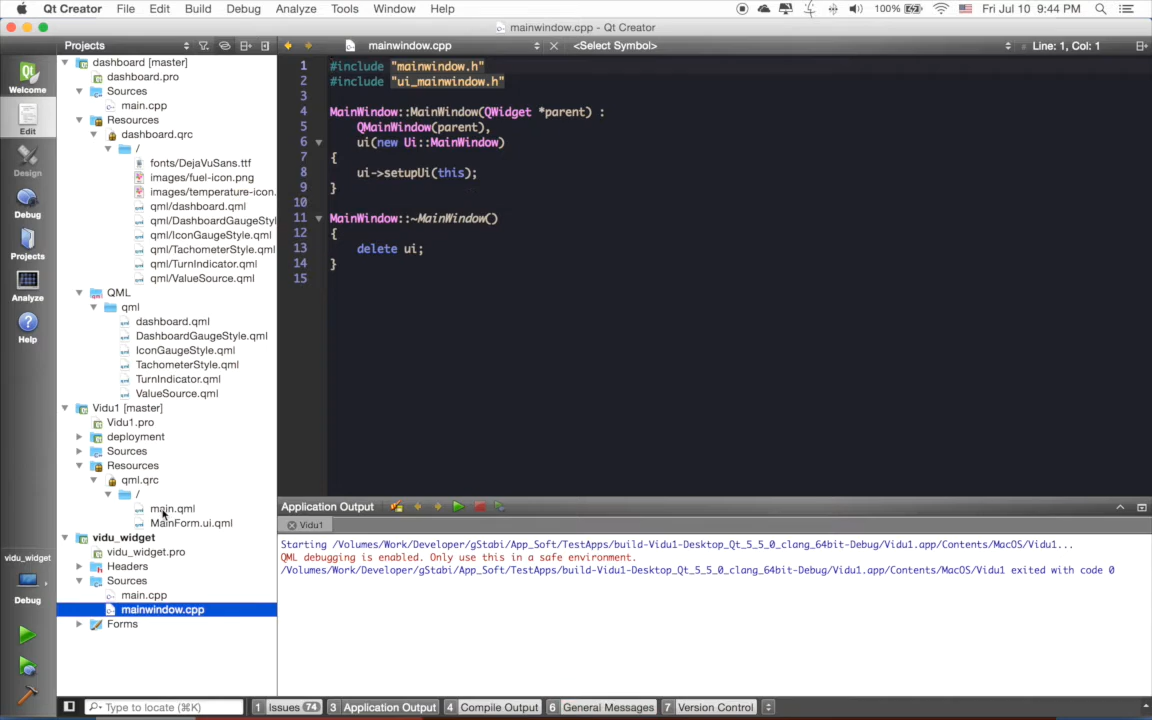 Qt Creator File Edit Build Debug Analyze Tools Window Help 100% Fri Jul 10 9:44 PM
mainwindow.cpp - Qt Creator
Projects mainwindow.cpp <Select Symbol> Line: 1, Col: 1
Welcome
Edit
Design
Debug
Projects
Analyze
Help
vidu_widget
Debug
dashboard [master]
dashboard.pro
Sources
main.cpp
Resources
dashboard.qrc
/
fonts/DejaVuSans.ttf
images/fuel-icon.png
images/temperature-icon.
qml/dashboard.qml
qml/DashboardGaugeStyl
qml/IconGaugeStyle.qml
qml/TachometerStyle.qml
qml/TurnIndicator.qml
qml/ValueSource.qml
QML
qml
dashboard.qml
DashboardGaugeStyle.qml
IconGaugeStyle.qml
TachometerStyle.qml
TurnIndicator.qml
ValueSource.qml
Vidu1 [master]
Vidu1.pro
deployment
Sources
Resources
qml.qrc
/
main.qml
MainForm.ui.qml
vidu_widget
vidu_widget.pro
Headers
Sources
main.cpp
mainwindow.cpp
Forms
1 #include "mainwindow.h"
2 #include "ui_mainwindow.h"
3
4 MainWindow::MainWindow(QWidget *parent) :
5 QMainWindow(parent),
6 ui(new Ui::MainWindow)
7 {
8 ui->setupUi(this);
9 }
10
11 MainWindow::~MainWindow()
12 {
13 delete ui;
14 }
15
Application Output
Vidu1
Starting /Volumes/Work/Developer/gStabi/App_Soft/TestApps/build-Vidu1-Desktop_Qt_5_5_0_clang_64bit-Debug/Vidu1.app/Contents/MacOS/Vidu1...
QML debugging is enabled. Only use this in a safe environment.
/Volumes/Work/Developer/gStabi/App_Soft/TestApps/build-Vidu1-Desktop_Qt_5_5_0_clang_64bit-Debug/Vidu1.app/Contents/MacOS/Vidu1 exited with code 0
Type to locate (⌘K) 1 Issues 74 3 Application Output 4 Compile Output 6 General Messages 7 Version Control